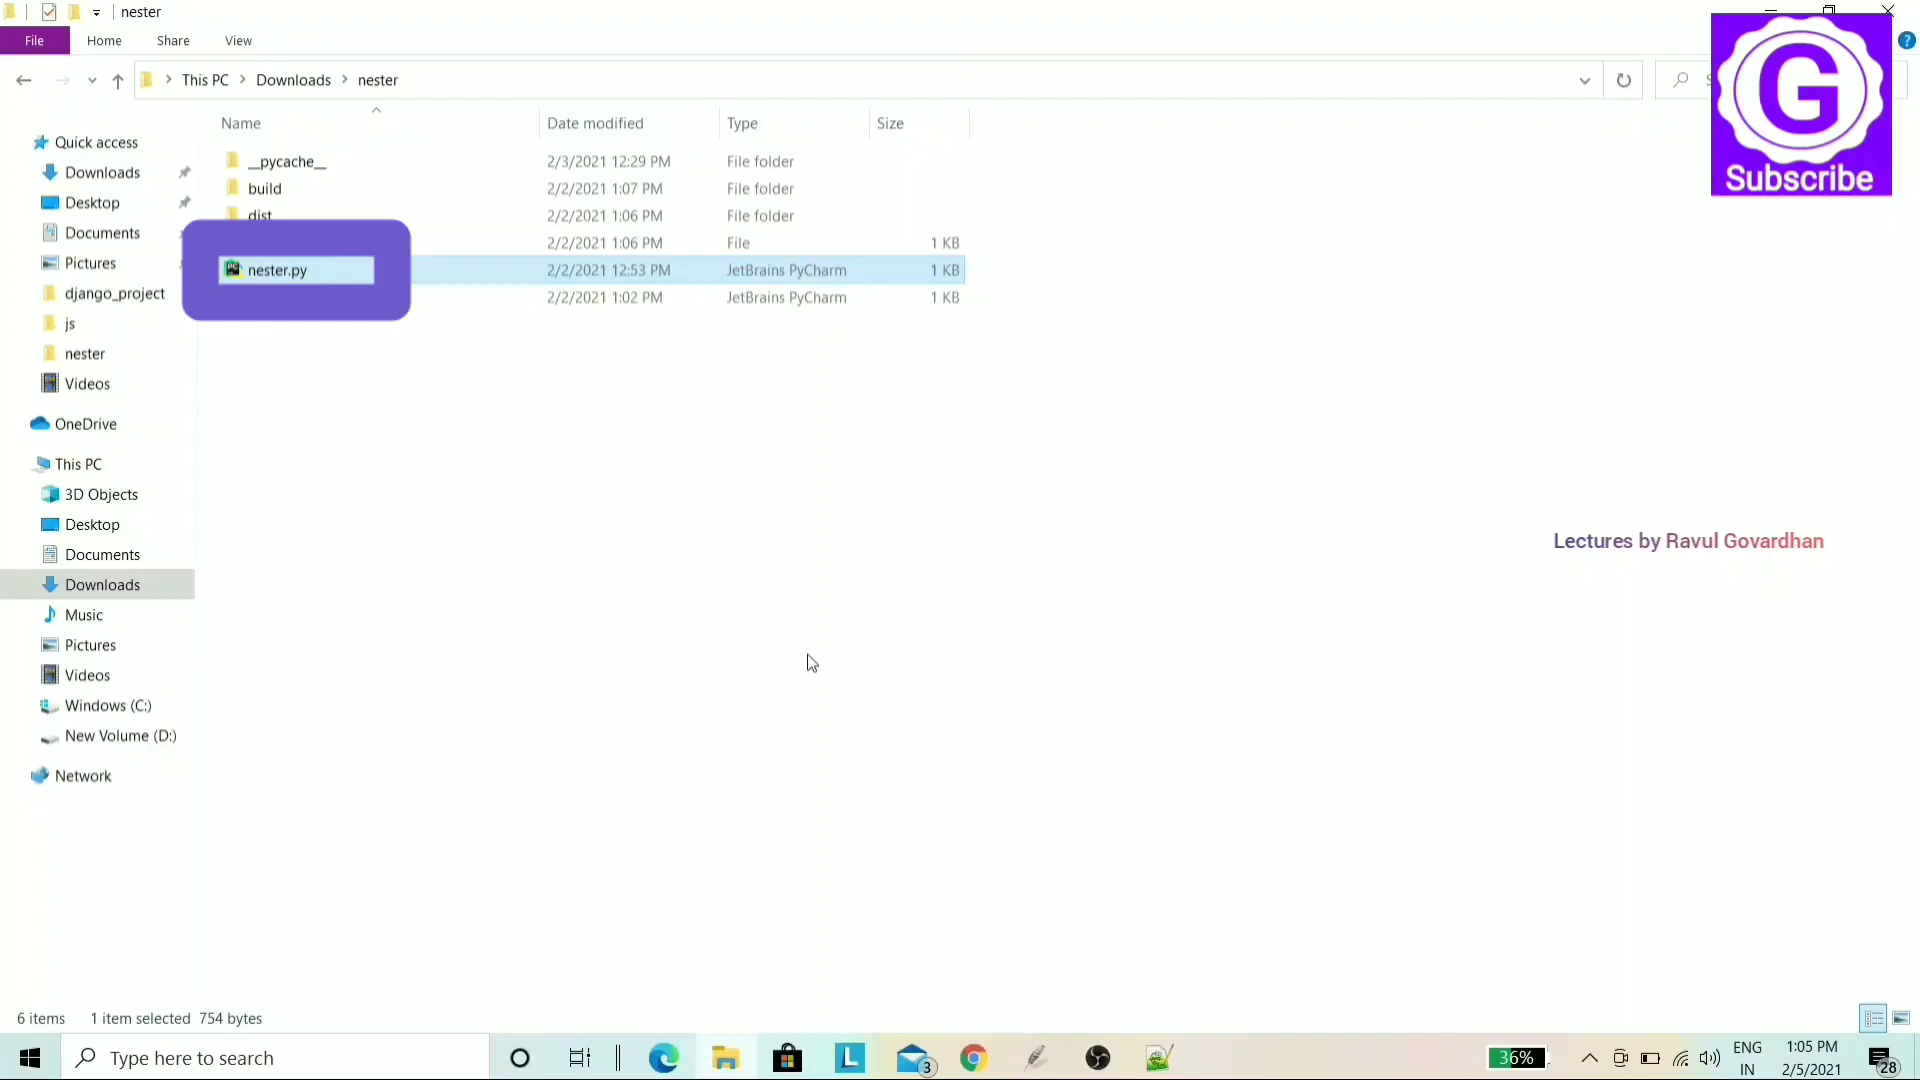 nester
File Home Share View
This PC Downloads nester
Name Date modified Type Size
__pycache__ 2/3/2021 12:29 PM File folder
build 2/2/2021 1:07 PM File folder
dist 2/2/2021 1:06 PM File folder
2/2/2021 1:06 PM File 1 KB
nester.py 2/2/2021 12:53 PM JetBrains PyCharm 1 KB
2/2/2021 1:02 PM JetBrains PyCharm 1 KB
Quick access
Downloads
Desktop
Documents
Pictures
django_project
js
nester
Videos
OneDrive
This PC
3D Objects
Desktop
Documents
Downloads
Music
Pictures
Videos
Windows (C:)
New Volume (D:)
Network
G
Subscribe
Lectures by Ravul Govardhan
6 items 1 item selected 754 bytes
Type here to search
L
3
36%
ENG
IN
1:05 PM
2/5/2021
28